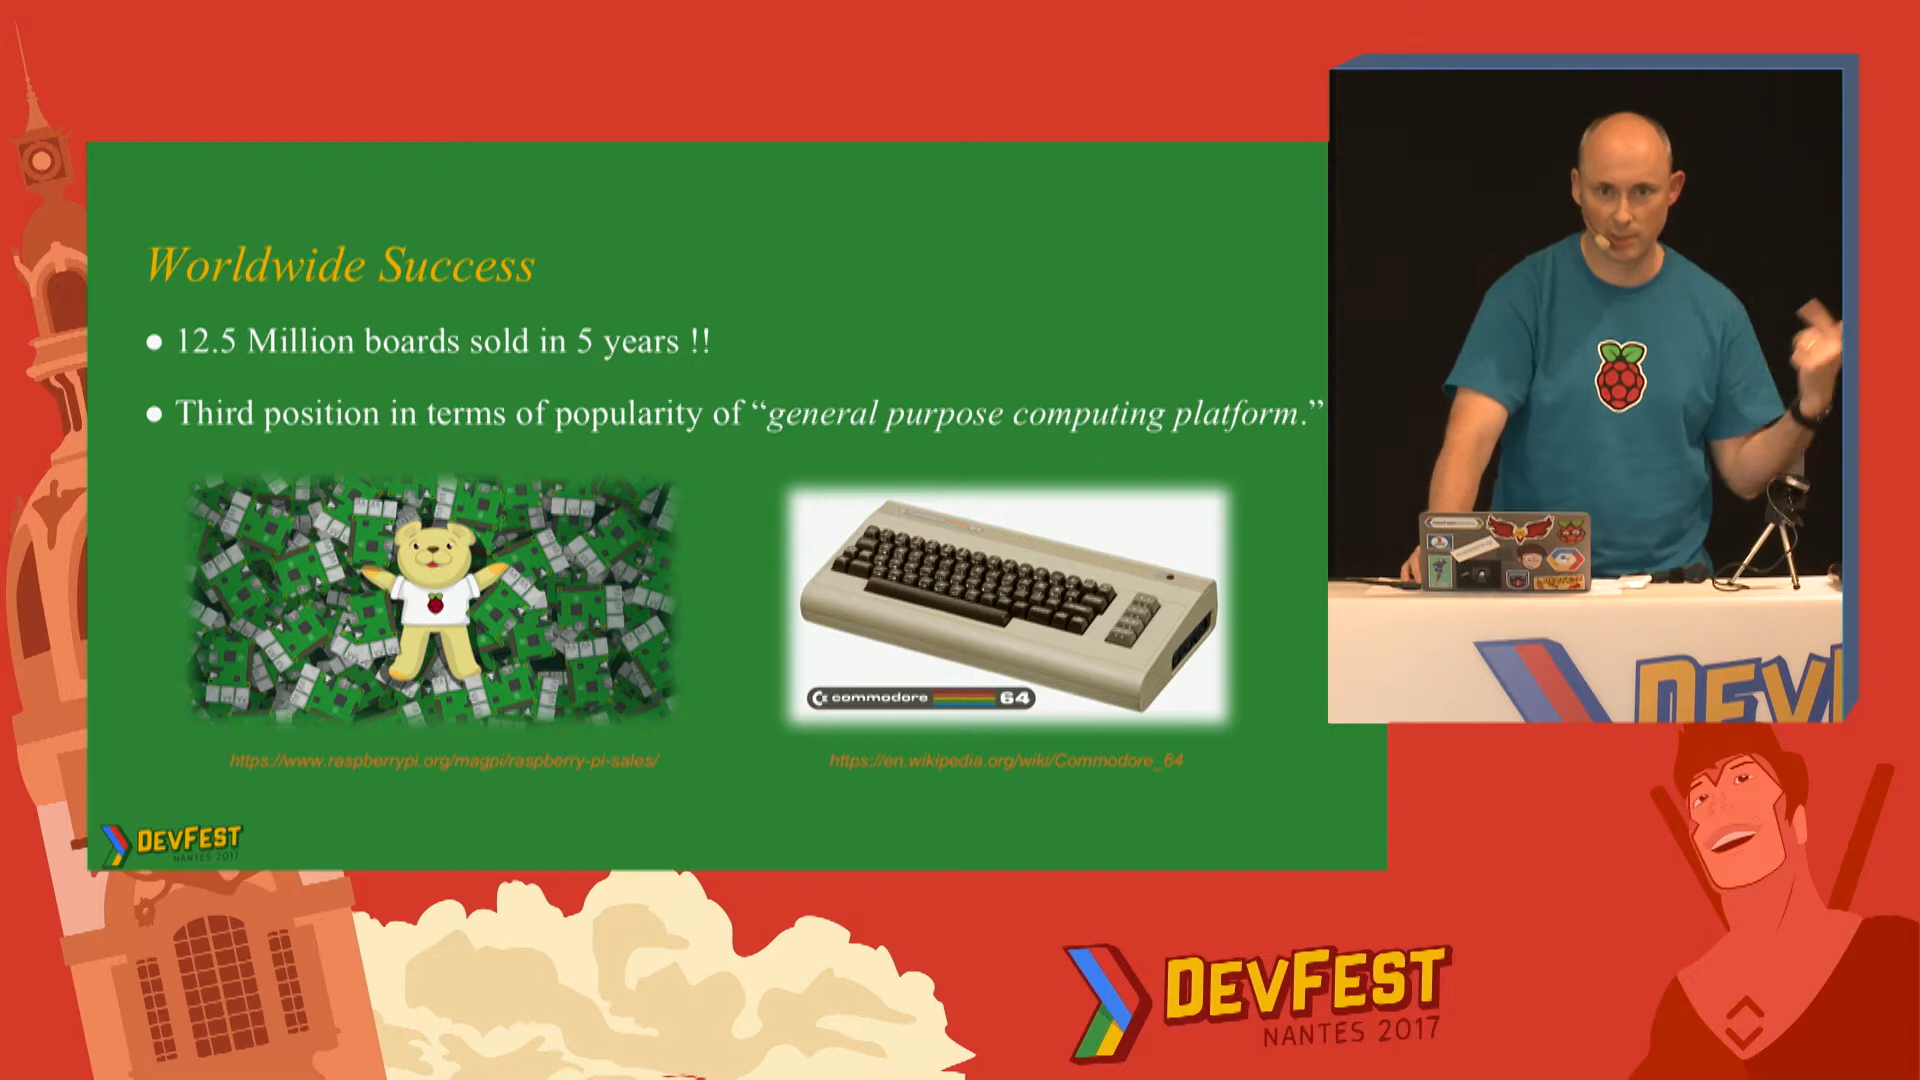 Worldwide Success
● 12.5 Million boards sold in 5 years !!
● Third position in terms of popularity of “general purpose computing platform.”
commodore 64
https://www.raspberrypi.org/magpi/raspberry-pi-sales/
https://en.wikipedia.org/wiki/Commodore_64
DEVFEST
NANTES 2017
DEV
DEVFEST
NANTES 2017